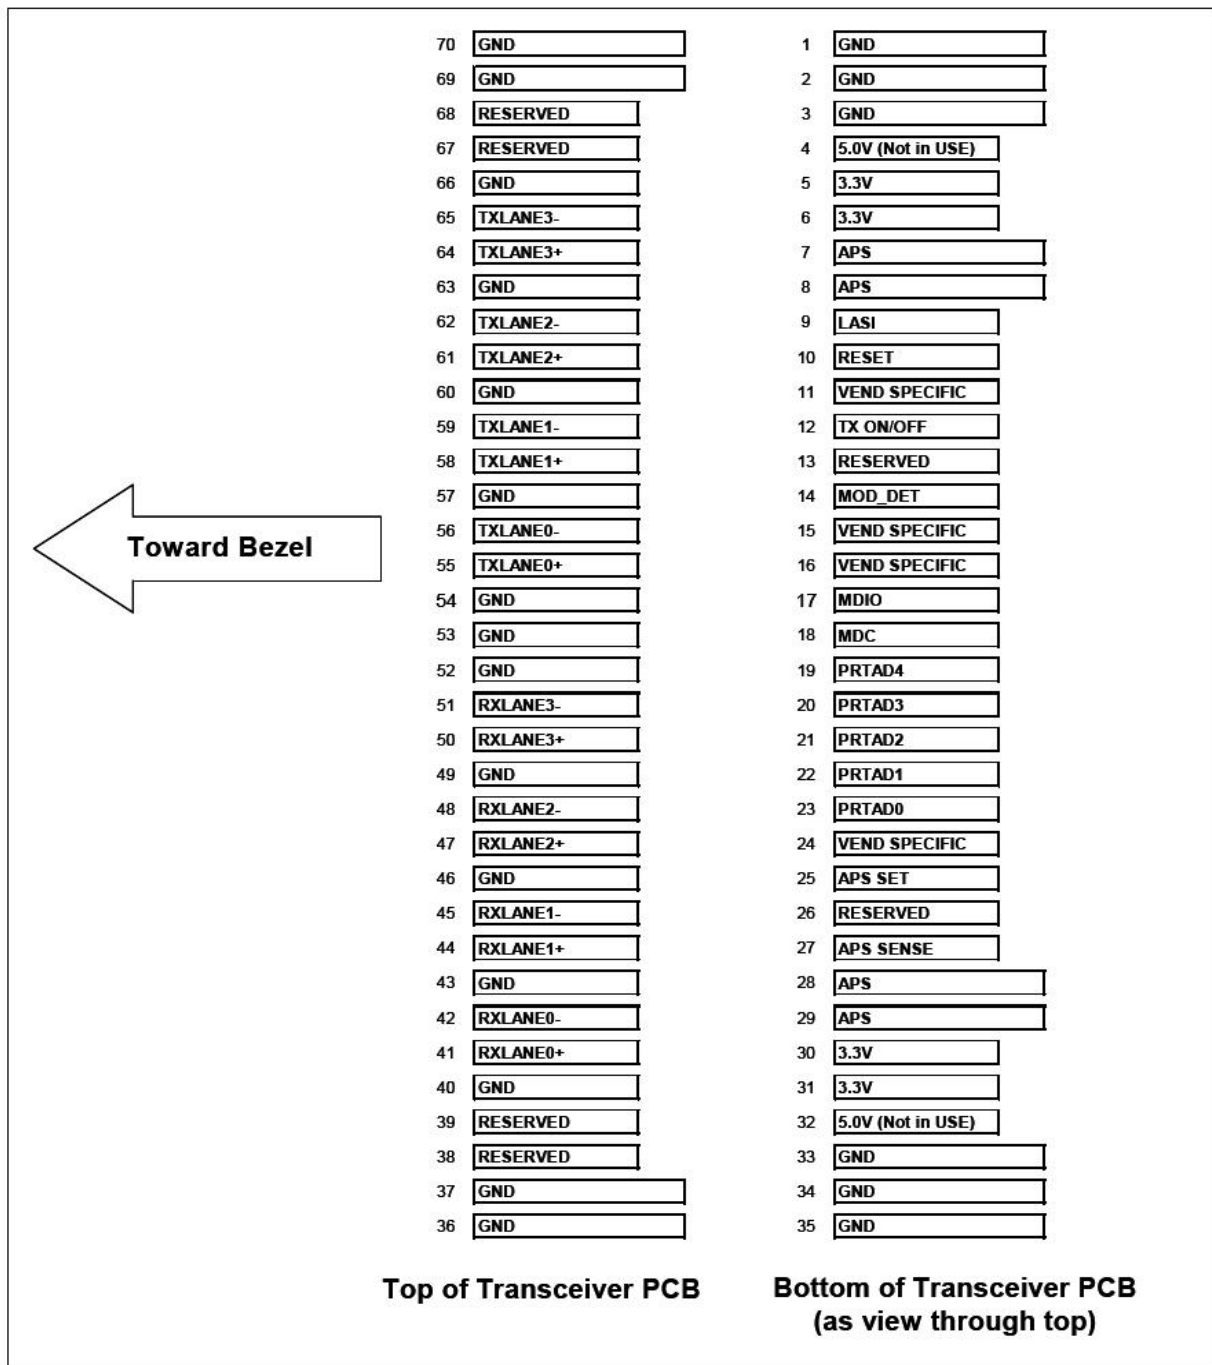 70 GND 1 GND
69 GND 2 GND
68 RESERVED 3 GND
67 RESERVED 4 5.0V (Not in USE)
66 GND 5 3.3V
65 TXLANE3- 6 3.3V
64 TXLANE3+ 7 APS
63 GND 8 APS
62 TXLANE2- 9 LASI
61 TXLANE2+ 10 RESET
60 GND 11 VEND SPECIFIC
59 TXLANE1- 12 TX ON/OFF
58 TXLANE1+ 13 RESERVED
57 GND 14 MOD_DET
56 TXLANE0- 15 VEND SPECIFIC
Toward Bezel
55 TXLANE0+ 16 VEND SPECIFIC
54 GND 17 MDIO
53 GND 18 MDC
52 GND 19 PRTAD4
51 RXLANE3- 20 PRTAD3
50 RXLANE3+ 21 PRTAD2
49 GND 22 PRTAD1
48 RXLANE2- 23 PRTAD0
47 RXLANE2+ 24 VEND SPECIFIC
46 GND 25 APS SET
45 RXLANE1- 26 RESERVED
44 RXLANE1+ 27 APS SENSE
43 GND 28 APS
42 RXLANE0- 29 APS
41 RXLANE0+ 30 3.3V
40 GND 31 3.3V
39 RESERVED 32 5.0V (Not in USE)
38 RESERVED 33 GND
37 GND 34 GND
36 GND 35 GND
Top of Transceiver PCB Bottom of Transceiver PCB
(as view through top)